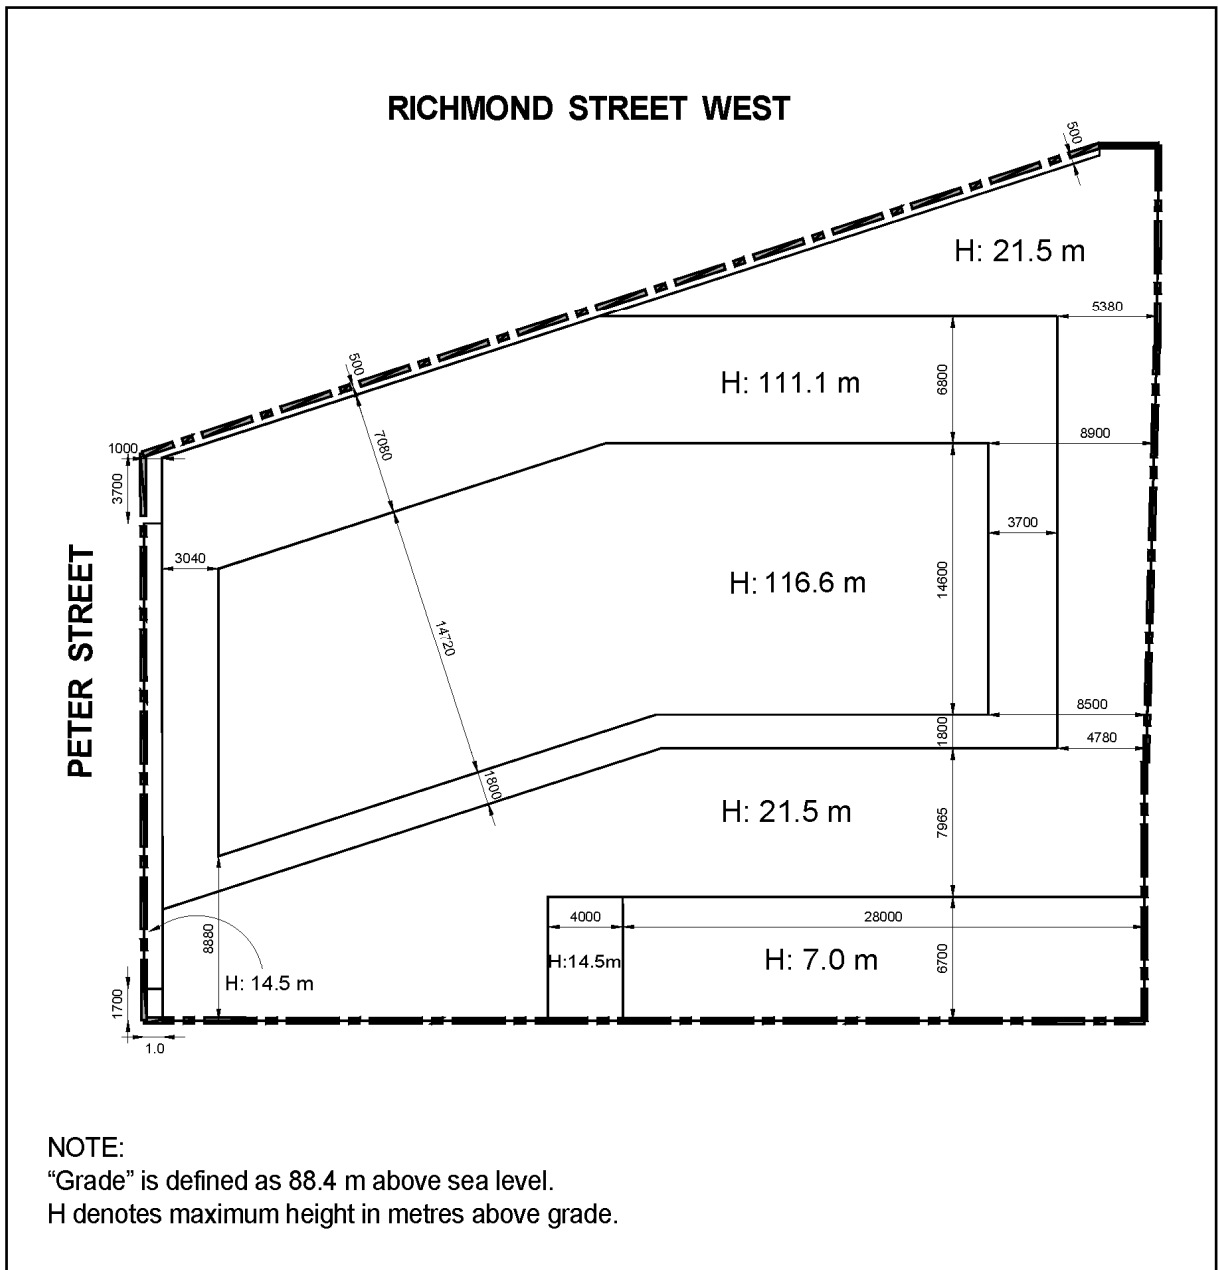 RICHMOND STREET WEST
500
H: 21.5 m
5380
500
H: 111.1 m
6800
1000
7080
8900
3700
3040
3700
PETER STREET
H: 116.6 m
14600
14720
8500
1800
4780
1800
H: 21.5 m
7965
4000
28000
8880
H:14.5m
H: 7.0 m
6700
H: 14.5 m
1700
1.0
NOTE:
“Grade” is defined as 88.4 m above sea level.
H denotes maximum height in metres above grade.